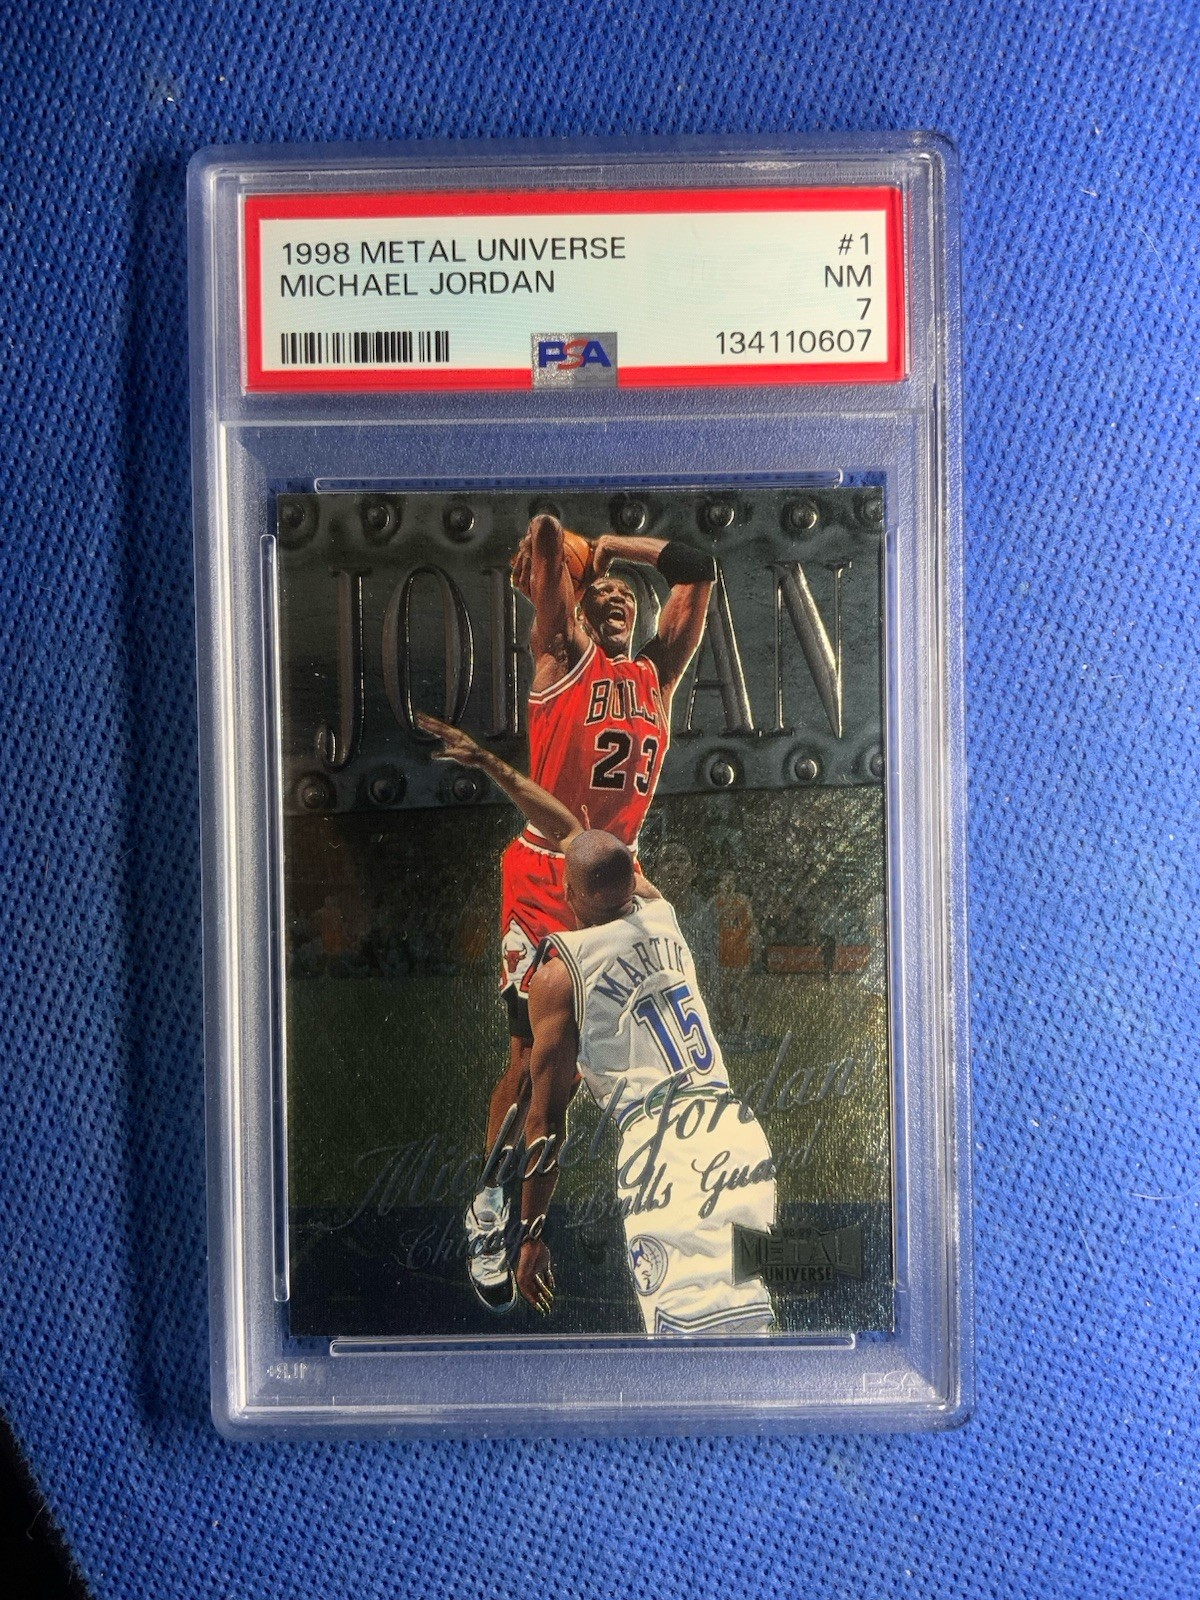 1998 METAL UNIVERSE #1
MICHAEL JORDAN NM
7
PSA 134110607
JORDAN
BULLS
23
MARTIN
15
Michael Jordan
Chicago Bulls Guard
METAL
UNIVERSE
PSA